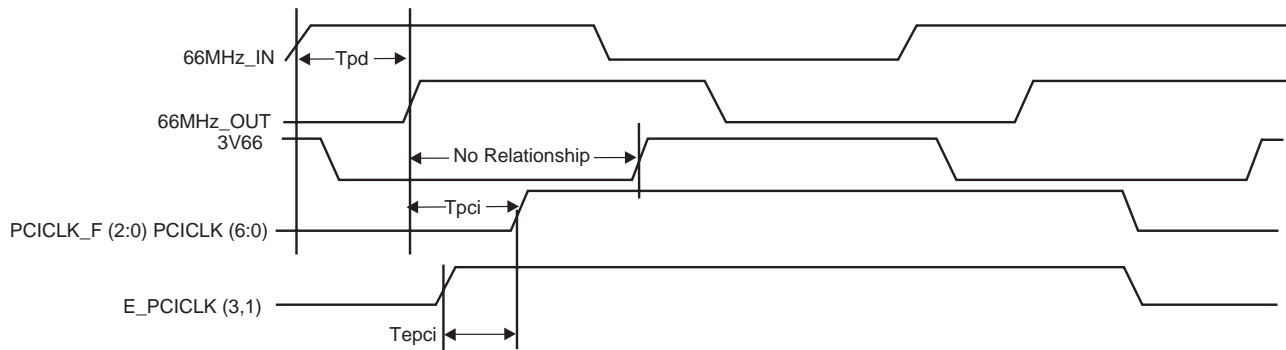 66MHz_IN
Tpd
66MHz_OUT
3V66
No Relationship
Tpci
PCICLK_F (2:0) PCICLK (6:0)
E_PCICLK (3,1)
Tepci